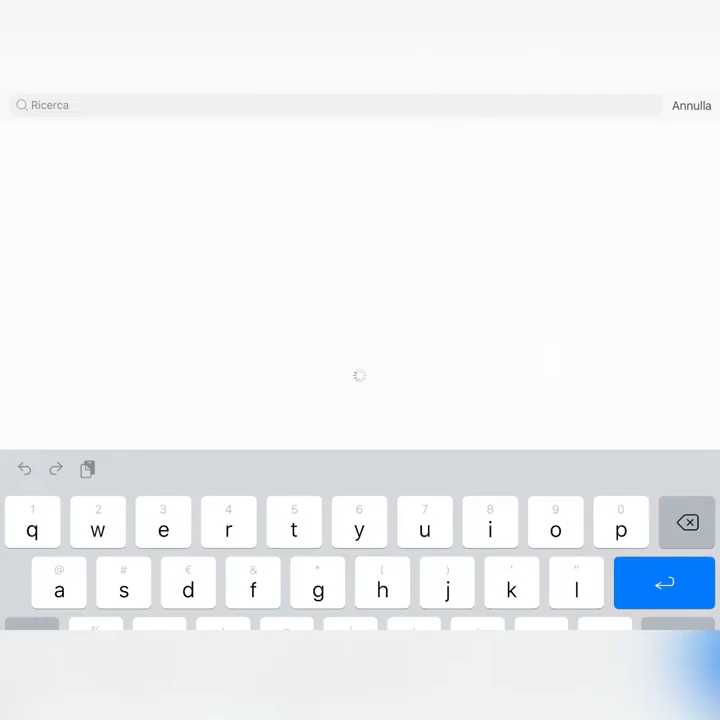 Ricerca
Annulla
1 2 3 4 5 6 7 8 9 0
q w e r t y u i o p
@ # € & * ( ) ' "
a s d f g h j k l
%